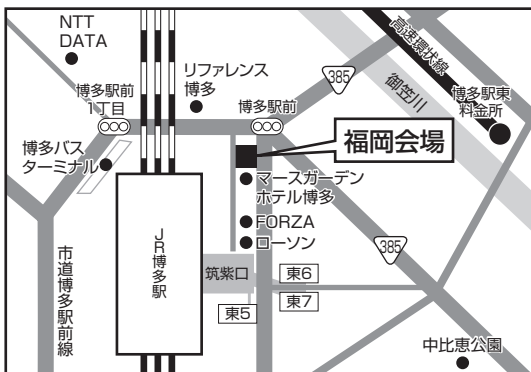 NTT
DATA
リファレンス
博多
385
高速環状線
御笠川
博多駅東
料金所
博多駅前
1丁目
博多駅前
福岡会場
博多バス
ターミナル
マースガーデン
ホテル博多
FORZA
ローソン
JR博多駅
市道博多駅前線
筑紫口
東6
東7
東5
385
中比恵公園